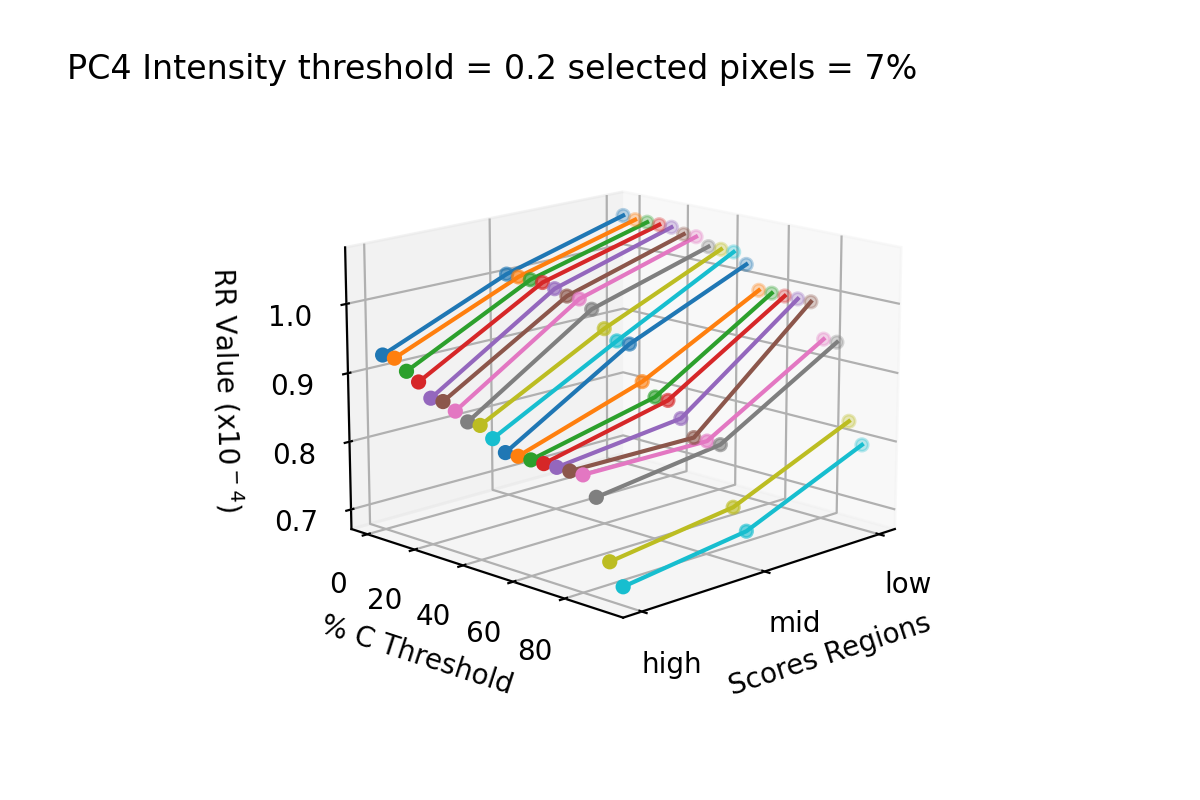 PC4 Intensity threshold = 0.2 selected pixels = 7%
RR Value (x10⁻⁴)
1.0
0.9
0.8
0.7
0
20
40
60
80
% C Threshold
low
mid
high
Scores Regions